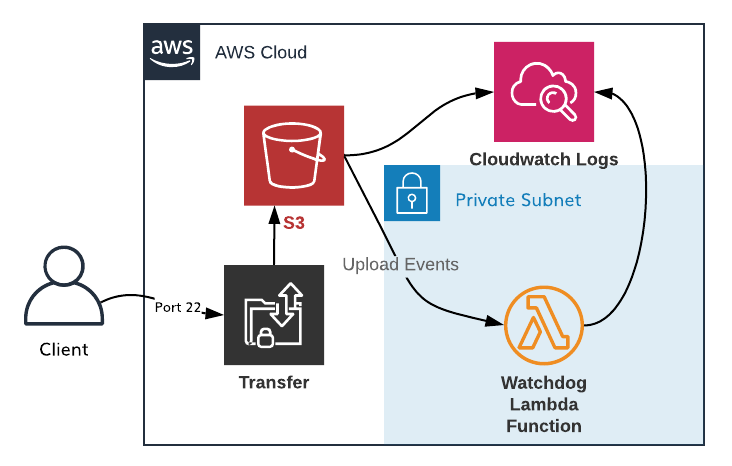 aws
AWS Cloud
Cloudwatch Logs
S3
Private Subnet
Upload Events
Port 22
Client
Transfer
Watchdog
Lambda
Function